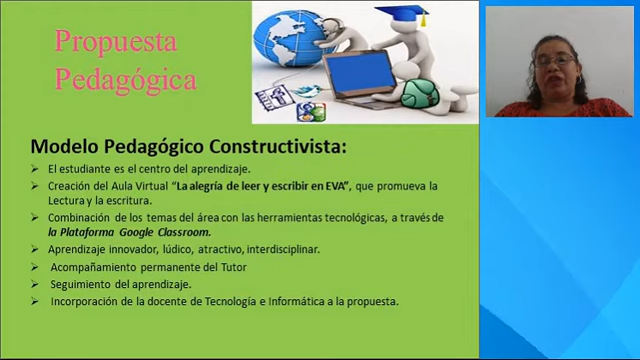 Propuesta
Pedagógica
Modelo Pedagógico Constructivista:
El estudiante es el centro del aprendizaje.
Creación del Aula Virtual “La alegría de leer y escribir en EVA”, que promueva la
Lectura y la escritura.
Combinación de los temas del área con las herramientas tecnológicas, a través de
la Plataforma Google Classroom.
Aprendizaje innovador, lúdico, atractivo, interdisciplinar.
Acompañamiento permanente del Tutor
Seguimiento del aprendizaje.
Incorporación de la docente de Tecnología e Informática a la propuesta.